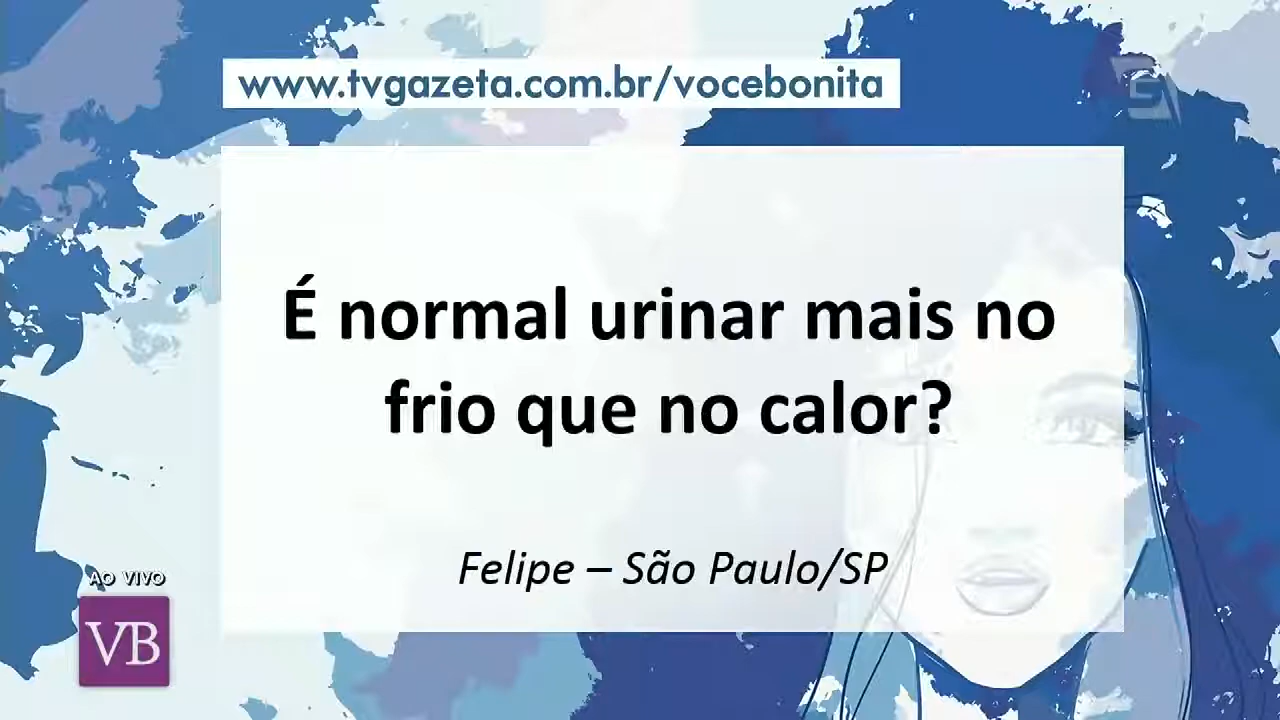 www.tvgazeta.com.br/vocebonita
É normal urinar mais no
frio que no calor?
Felipe – São Paulo/SP
AO VIVO
VB